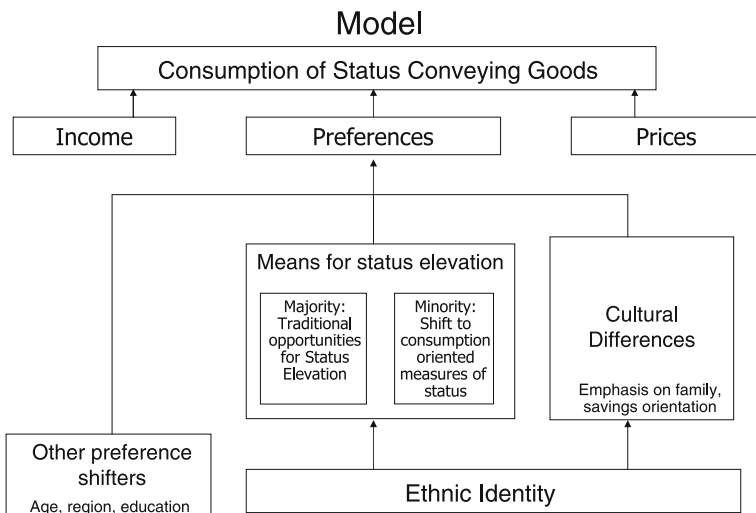 Model
Consumption of Status Conveying Goods
Income
Preferences
Prices
Means for status elevation
Majority:
Traditional
opportunities
for Status
Elevation
Minority:
Shift to
consumption
oriented
measures of
status
Cultural
Differences
Emphasis on family,
savings orientation
Other preference
shifters
Age, region, education
Ethnic Identity